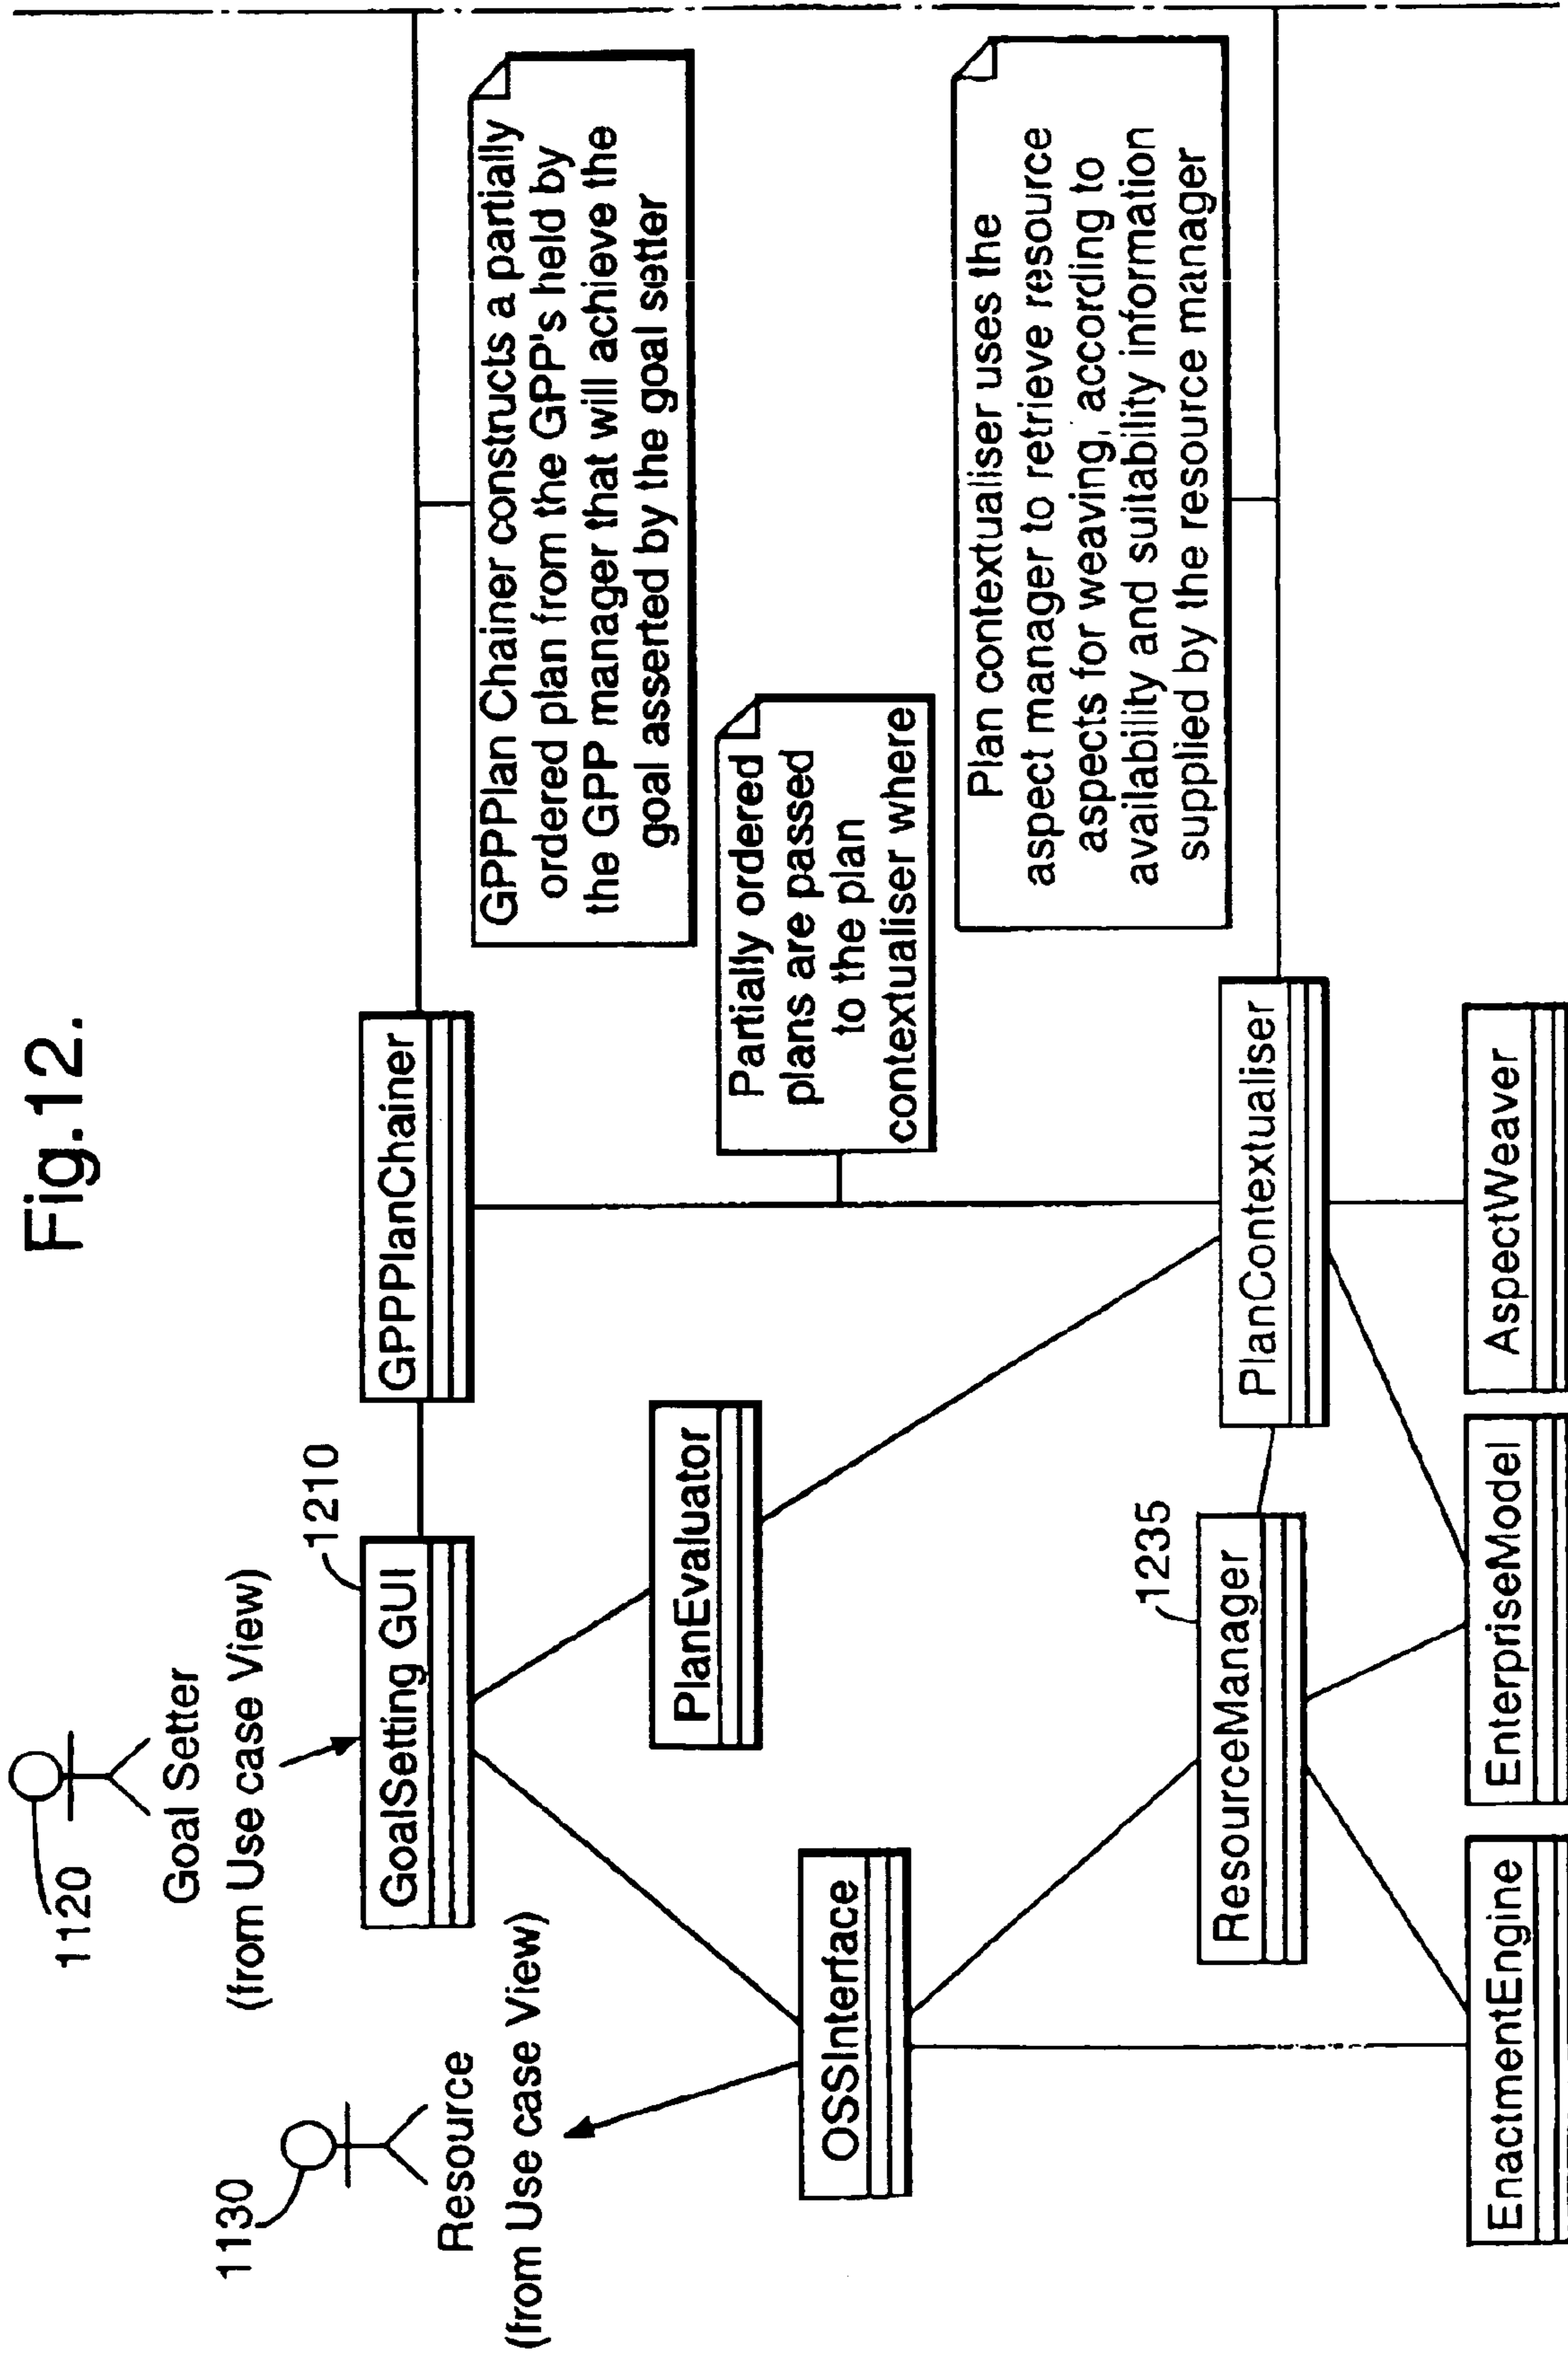 Fig.12.
1120
Goal Setter
(from Use case View)
1130
Resource
(from Use case View)
1210
GoalSetting GUI
GPPPlanChainer
GPPPlan Chainer constructs a partially
ordered plan from the GPP's held by
the GPP manager that will achieve the
goal asserted by the goal setter
PlanEvaluator
Partially ordered
plans are passed
to the plan
contextualiser where
OSSInterface
1235
ResourceManager
PlanContextualiser
Plan contextualiser uses the
aspect manager to retrieve resource
aspects for weaving, according to
availability and suitability information
supplied by the resource manager
EnactmentEngine
EnterpriseModel
AspectWeaver